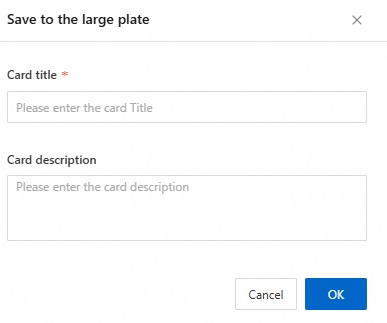 Save to the large plate
Card title *
Please enter the card Title
Card description
Please enter the card description
Cancel
OK